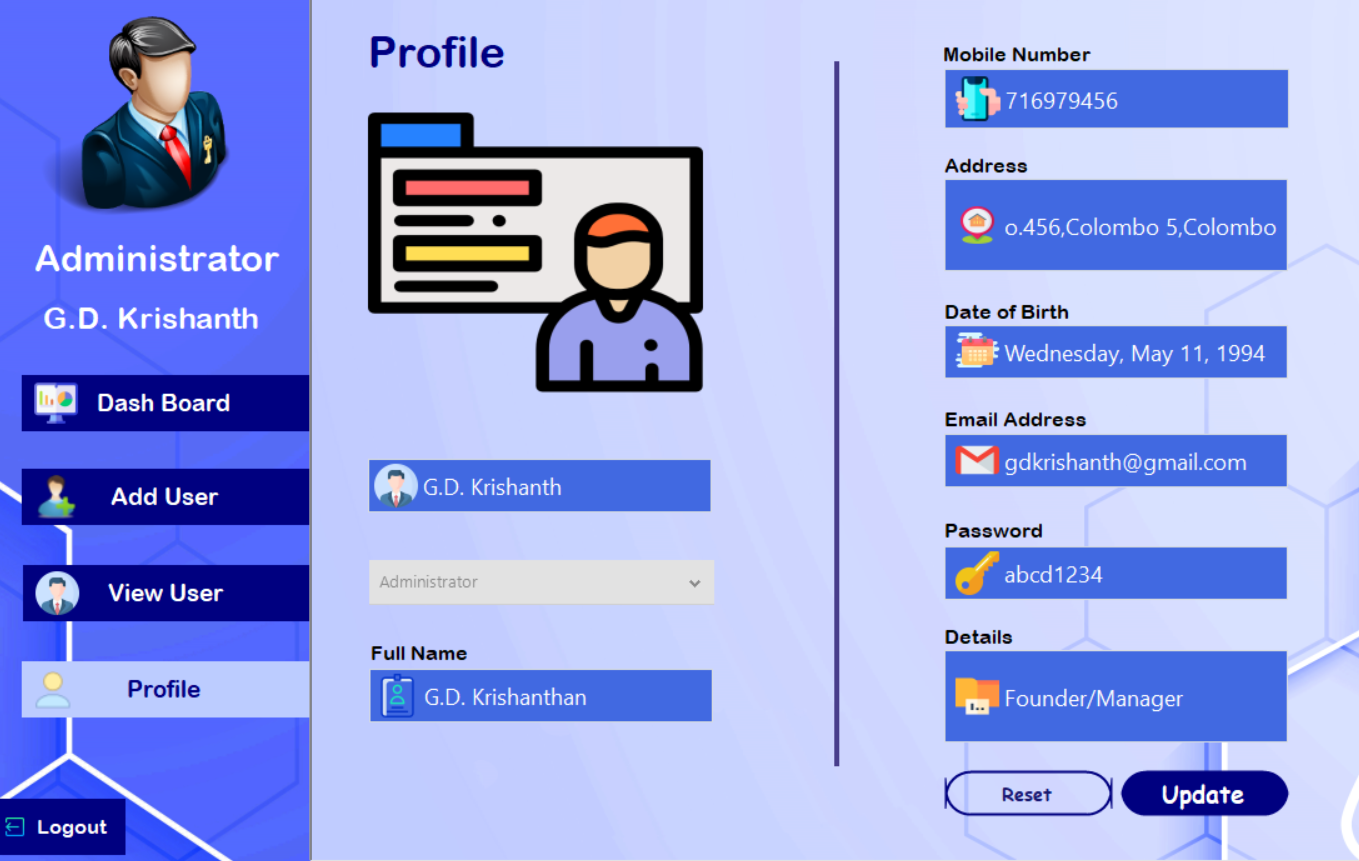 Administrator
G.D. Krishanth
Dash Board
Add User
View User
Profile
Logout
Profile
G.D. Krishanth
Administrator
Full Name
G.D. Krishanthan
Mobile Number
716979456
Address
o.456,Colombo 5,Colombo
Date of Birth
Wednesday, May 11, 1994
Email Address
gdkrishanth@gmail.com
Password
abcd1234
Details
Founder/Manager
Reset
Update